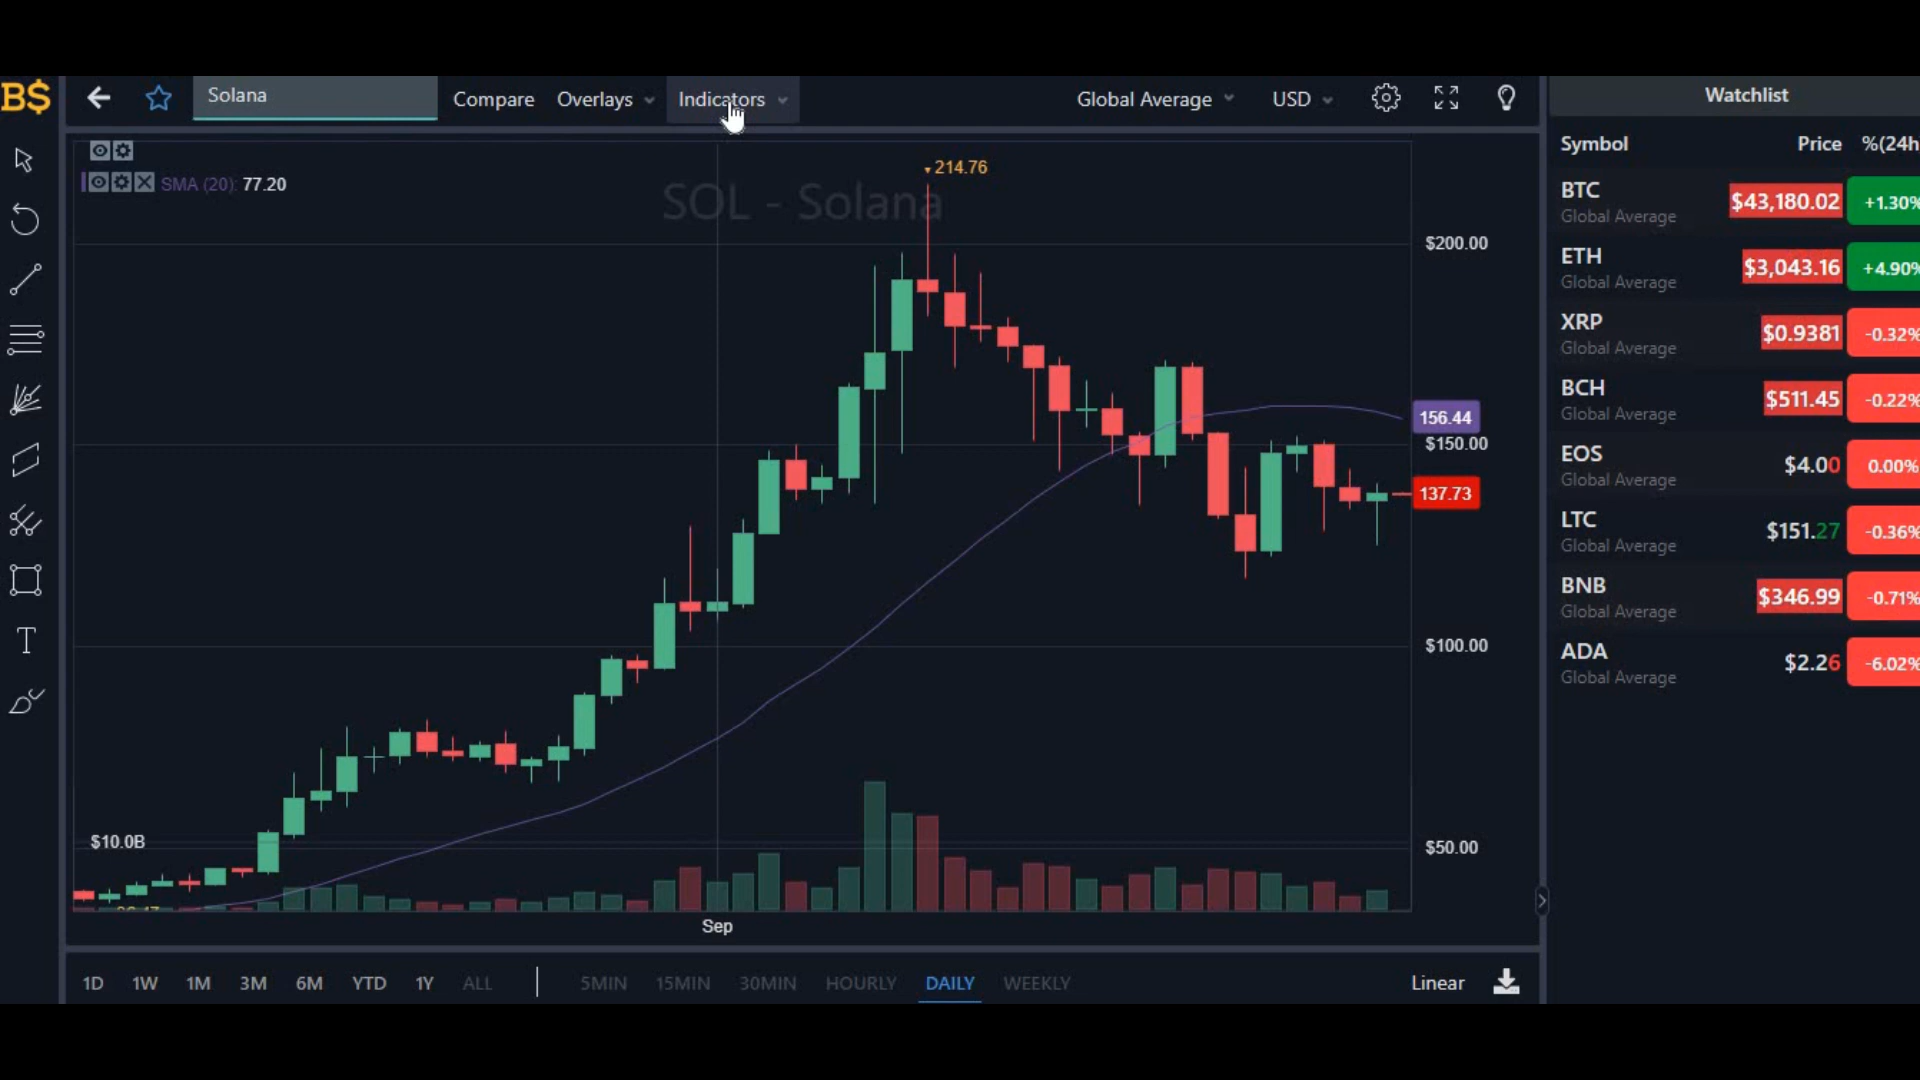 B$
Solana
Compare Overlays Indicators
Global Average USD
SMA (20): 77.20
SOL - Solana
214.76
$200.00
156.44
$150.00
137.73
$100.00
$10.0B
$50.00
Sep
1D 1W 1M 3M 6M YTD 1Y ALL 5MIN 15MIN 30MIN HOURLY DAILY WEEKLY
Linear
Watchlist
Symbol Price %(24h
BTC $43,180.02 +1.30%
Global Average
ETH $3,043.16 +4.90%
Global Average
XRP $0.9381 -0.32%
Global Average
BCH $511.45 -0.22%
Global Average
EOS $4.00 0.00%
Global Average
LTC $151.27 -0.36%
Global Average
BNB $346.99 -0.71%
Global Average
ADA $2.26 -6.02%
Global Average